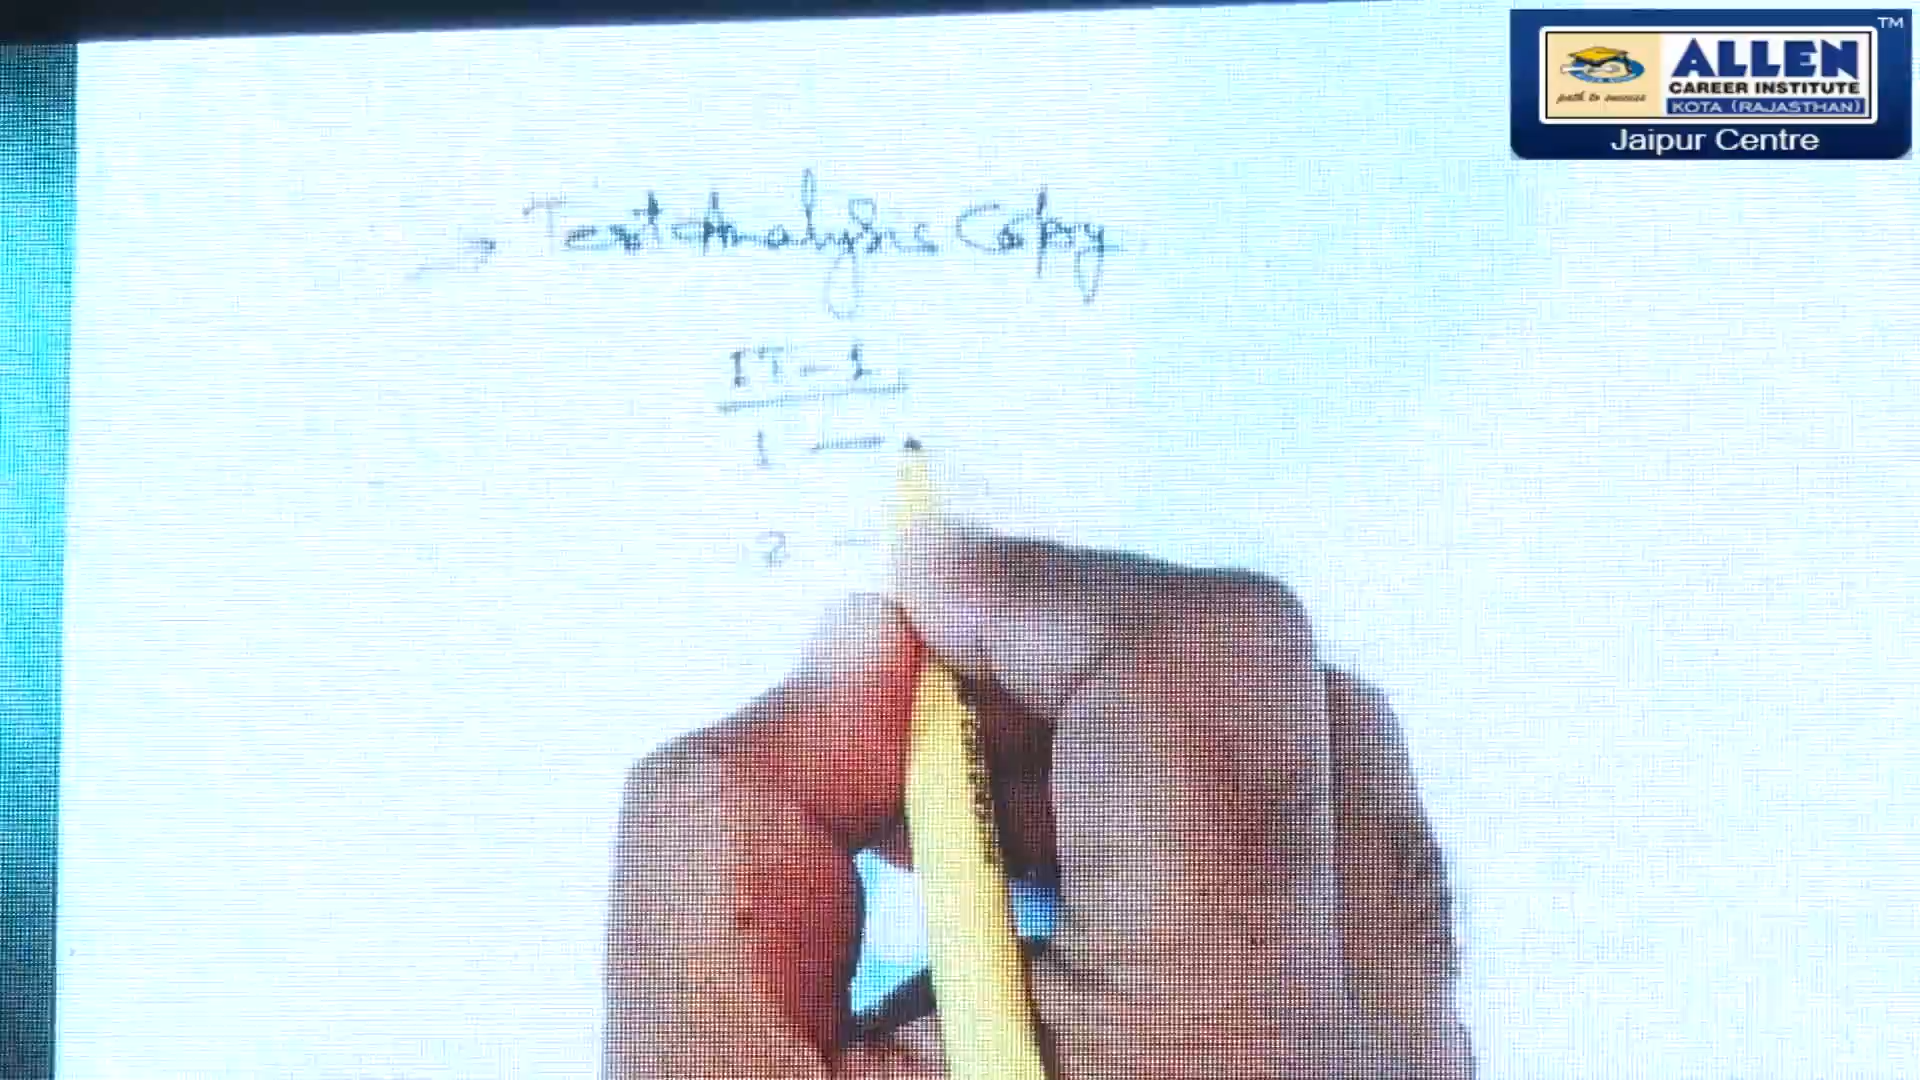 TM
ALLEN
CAREER INSTITUTE
path to success
KOTA (RAJASTHAN)
Jaipur Centre
→ Test Analysis Copy
IT-1
1 —
2 —